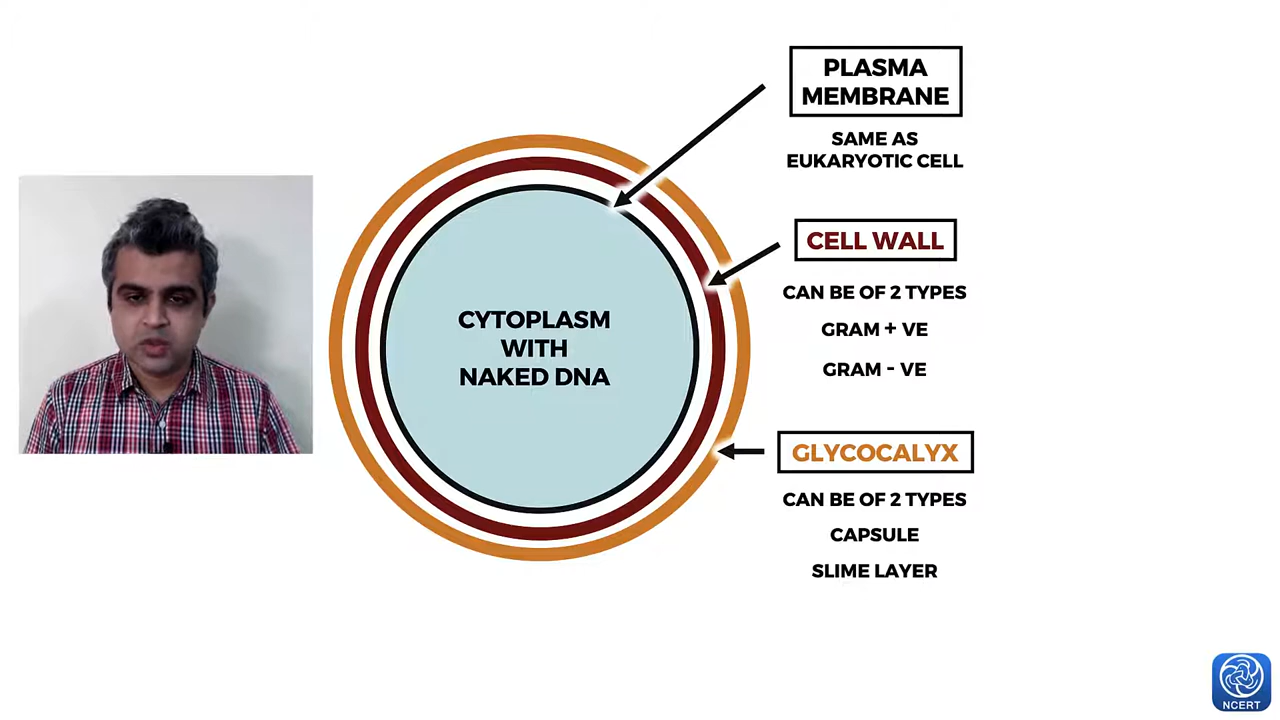 PLASMA
MEMBRANE
SAME AS
EUKARYOTIC CELL
CELL WALL
CAN BE OF 2 TYPES
GRAM + VE
GRAM - VE
CYTOPLASM
WITH
NAKED DNA
GLYCOCALYX
CAN BE OF 2 TYPES
CAPSULE
SLIME LAYER
NCERT